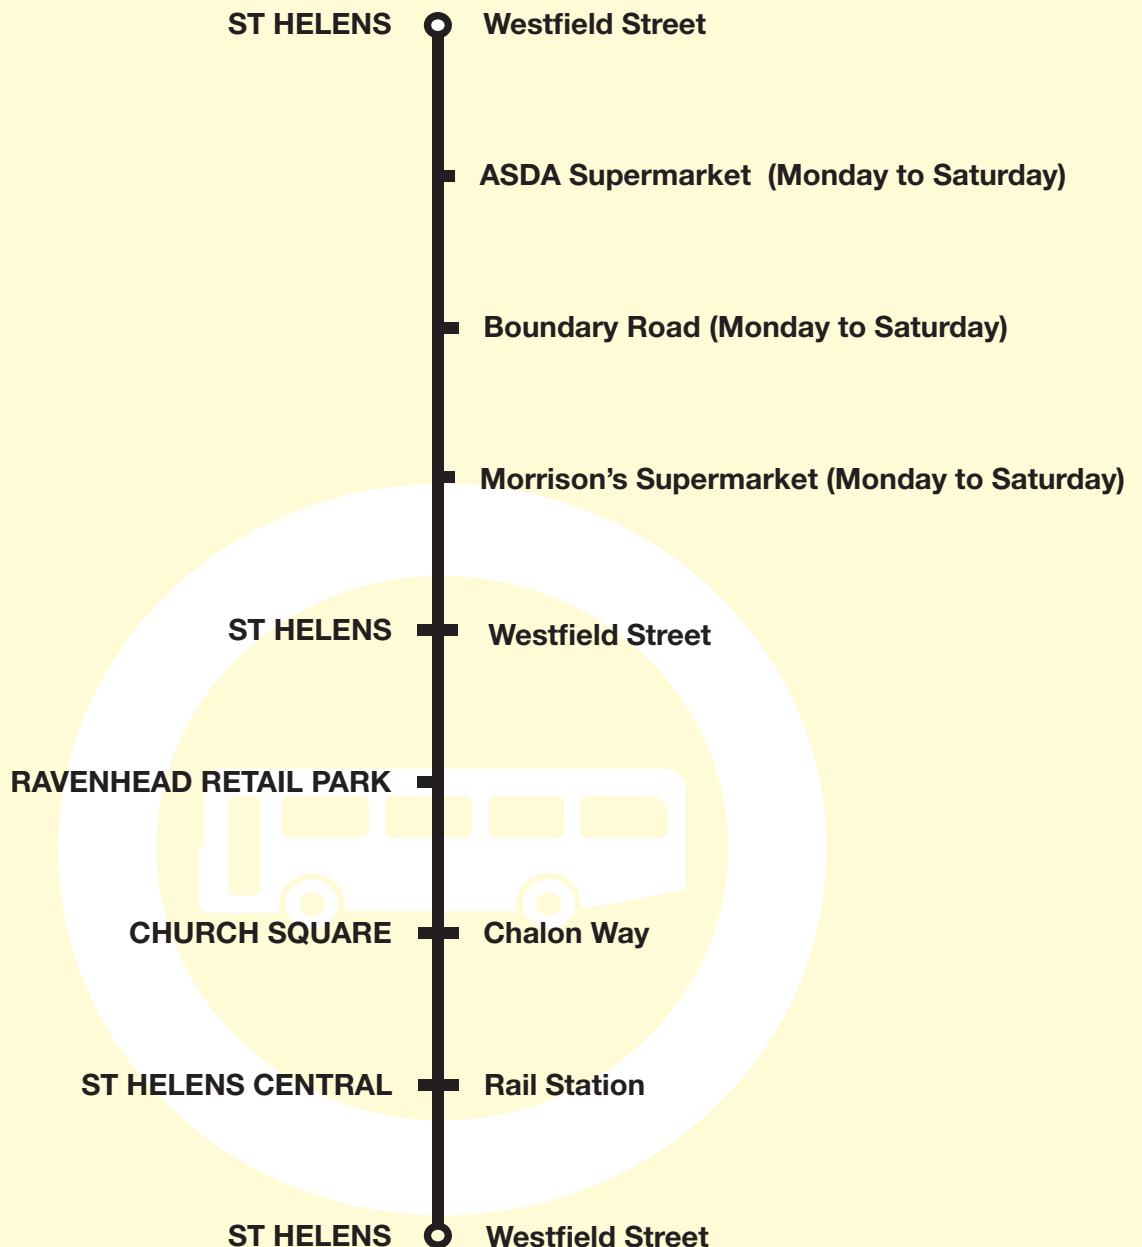 ST HELENS Westfield Street
ASDA Supermarket (Monday to Saturday)
Boundary Road (Monday to Saturday)
Morrison’s Supermarket (Monday to Saturday)
ST HELENS Westfield Street
RAVENHEAD RETAIL PARK
CHURCH SQUARE Chalon Way
ST HELENS CENTRAL Rail Station
ST HELENS Westfield Street